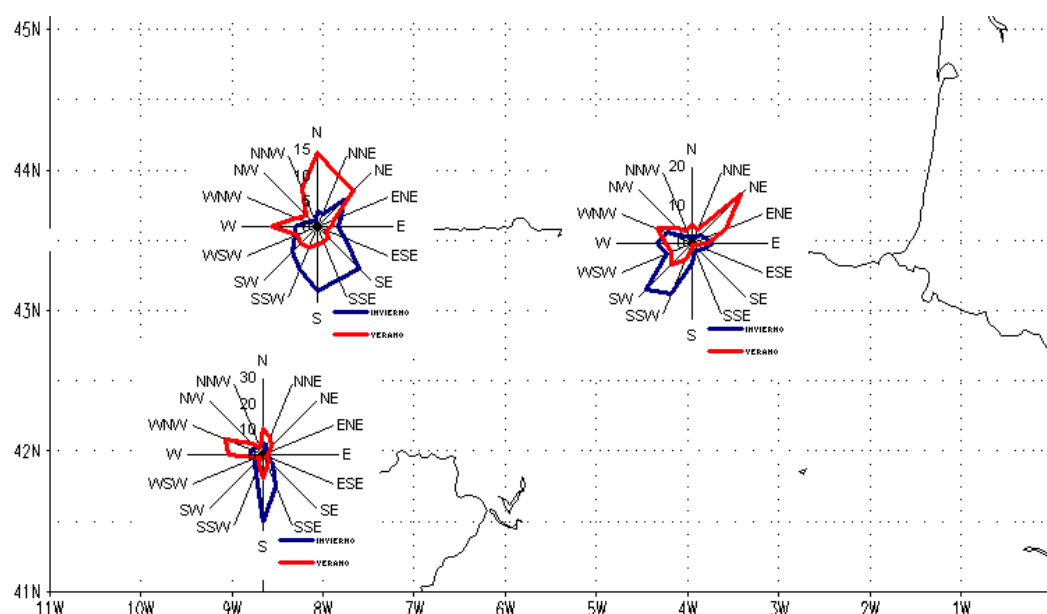 45N
44N
43N
42N
41N
11W 10W 9W 8W 7W 6W 5W 4W 3W 2W 1W
N
NNW 15 NNE
NW 10 NE
WNW 5 ENE
W 0 E
WSW ESE
SW SE
SSW SSE
S
INVIERNO
VERANO
N
NNW 20 NNE
NW 10 NE
WNW ENE
W 0 E
WSW ESE
SW SE
SSW SSE
S
INVIERNO
VERANO
N
NNW 30 NNE
NW 20 NE
WNW 10 ENE
W E
WSW ESE
SW SE
SSW SSE
S
INVIERNO
VERANO